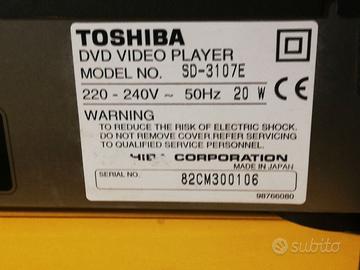 TOSHIBA
DVD VIDEO PLAYER
MODEL NO. SD-3107E
220 - 240V ~ 50Hz 20 W
CE
WARNING
TO REDUCE THE RISK OF ELECTRIC SHOCK.
DO NOT REMOVE COVER REFER SERVICING
TO QUALIFIED SERVICE PERSONNEL.
CORPORATION
MADE IN JAPAN
SERIAL NO. 82CM300106
98766080
subito